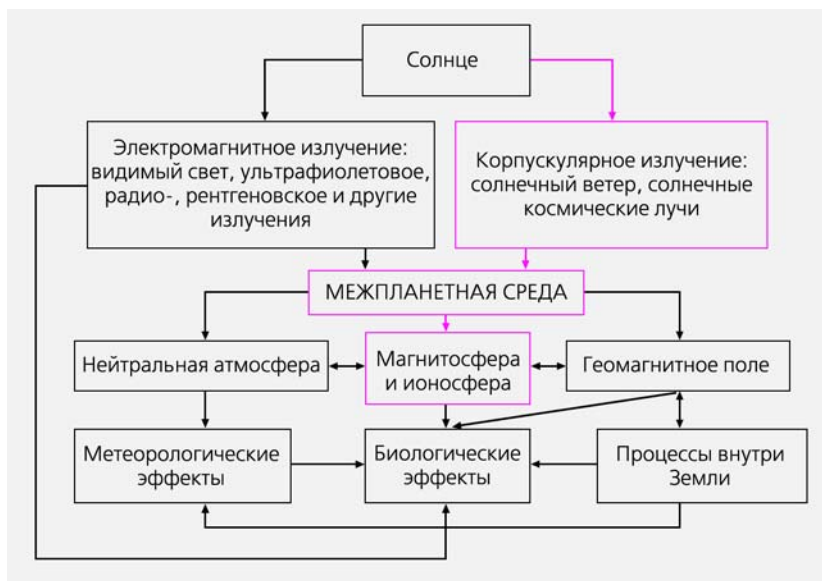 Солнце
Электромагнитное излучение:
видимый свет, ультрафиолетовое,
радио-, рентгеновское и другие
излучения
Корпускулярное излучение:
солнечный ветер, солнечные
космические лучи
МЕЖПЛАНЕТНАЯ СРЕДА
Нейтральная атмосфера
Магнитосфера
и ионосфера
Геомагнитное поле
Метеорологические
эффекты
Биологические
эффекты
Процессы внутри
Земли